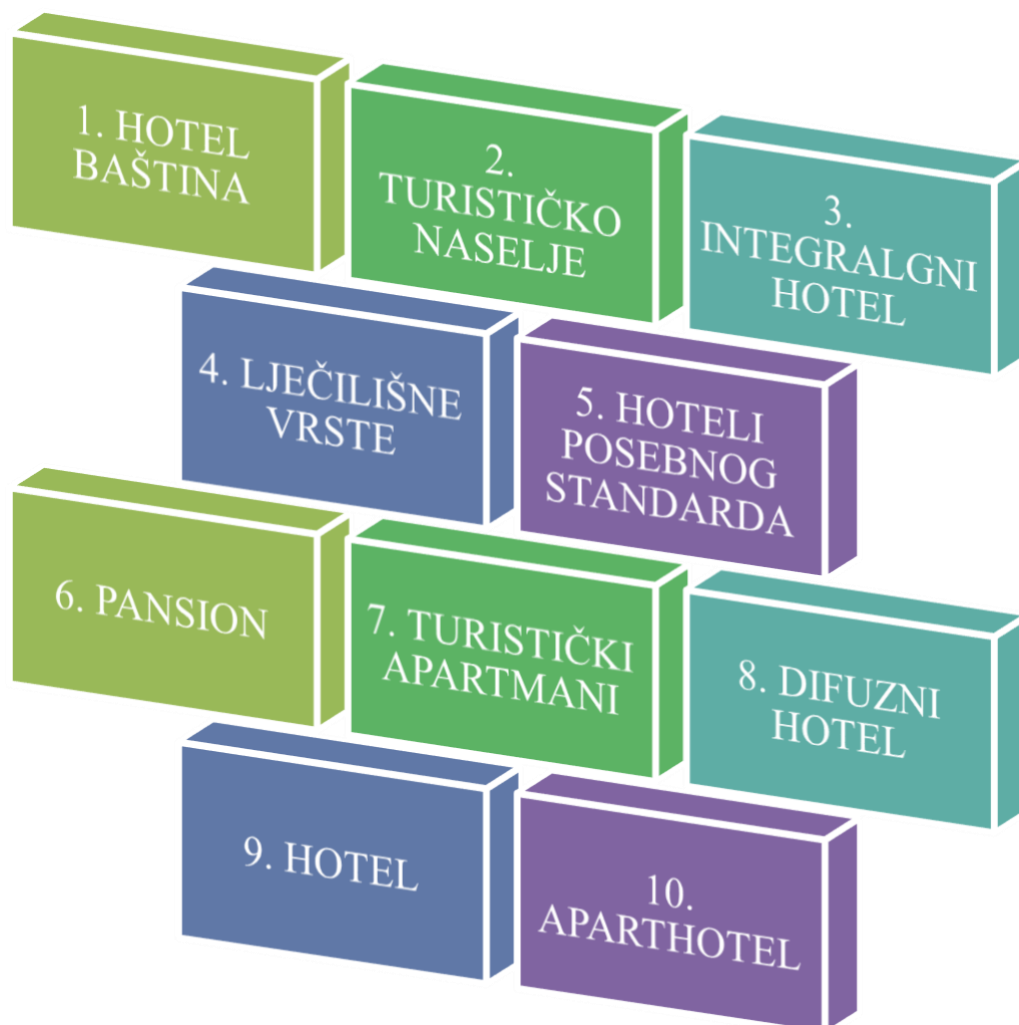 1. HOTEL
BAŠTINA
2.
TURISTIČKO
NASELJE
3.
INTEGRALGNI
HOTEL
4. LJEČILIŠNE
VRSTE
5. HOTELI
POSEBNOG
STANDARDA
6. PANSION
7. TURISTIČKI
APARTMANI
8. DIFUZNI
HOTEL
9. HOTEL
10.
APARTHOTEL